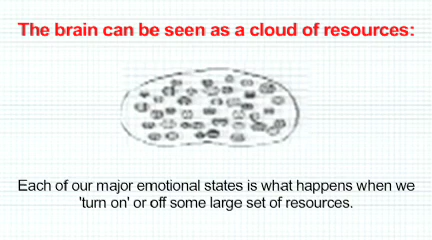 The brain can be seen as a cloud of resources:
Each of our major emotional states is what happens when we
'turn on' or off some large set of resources.